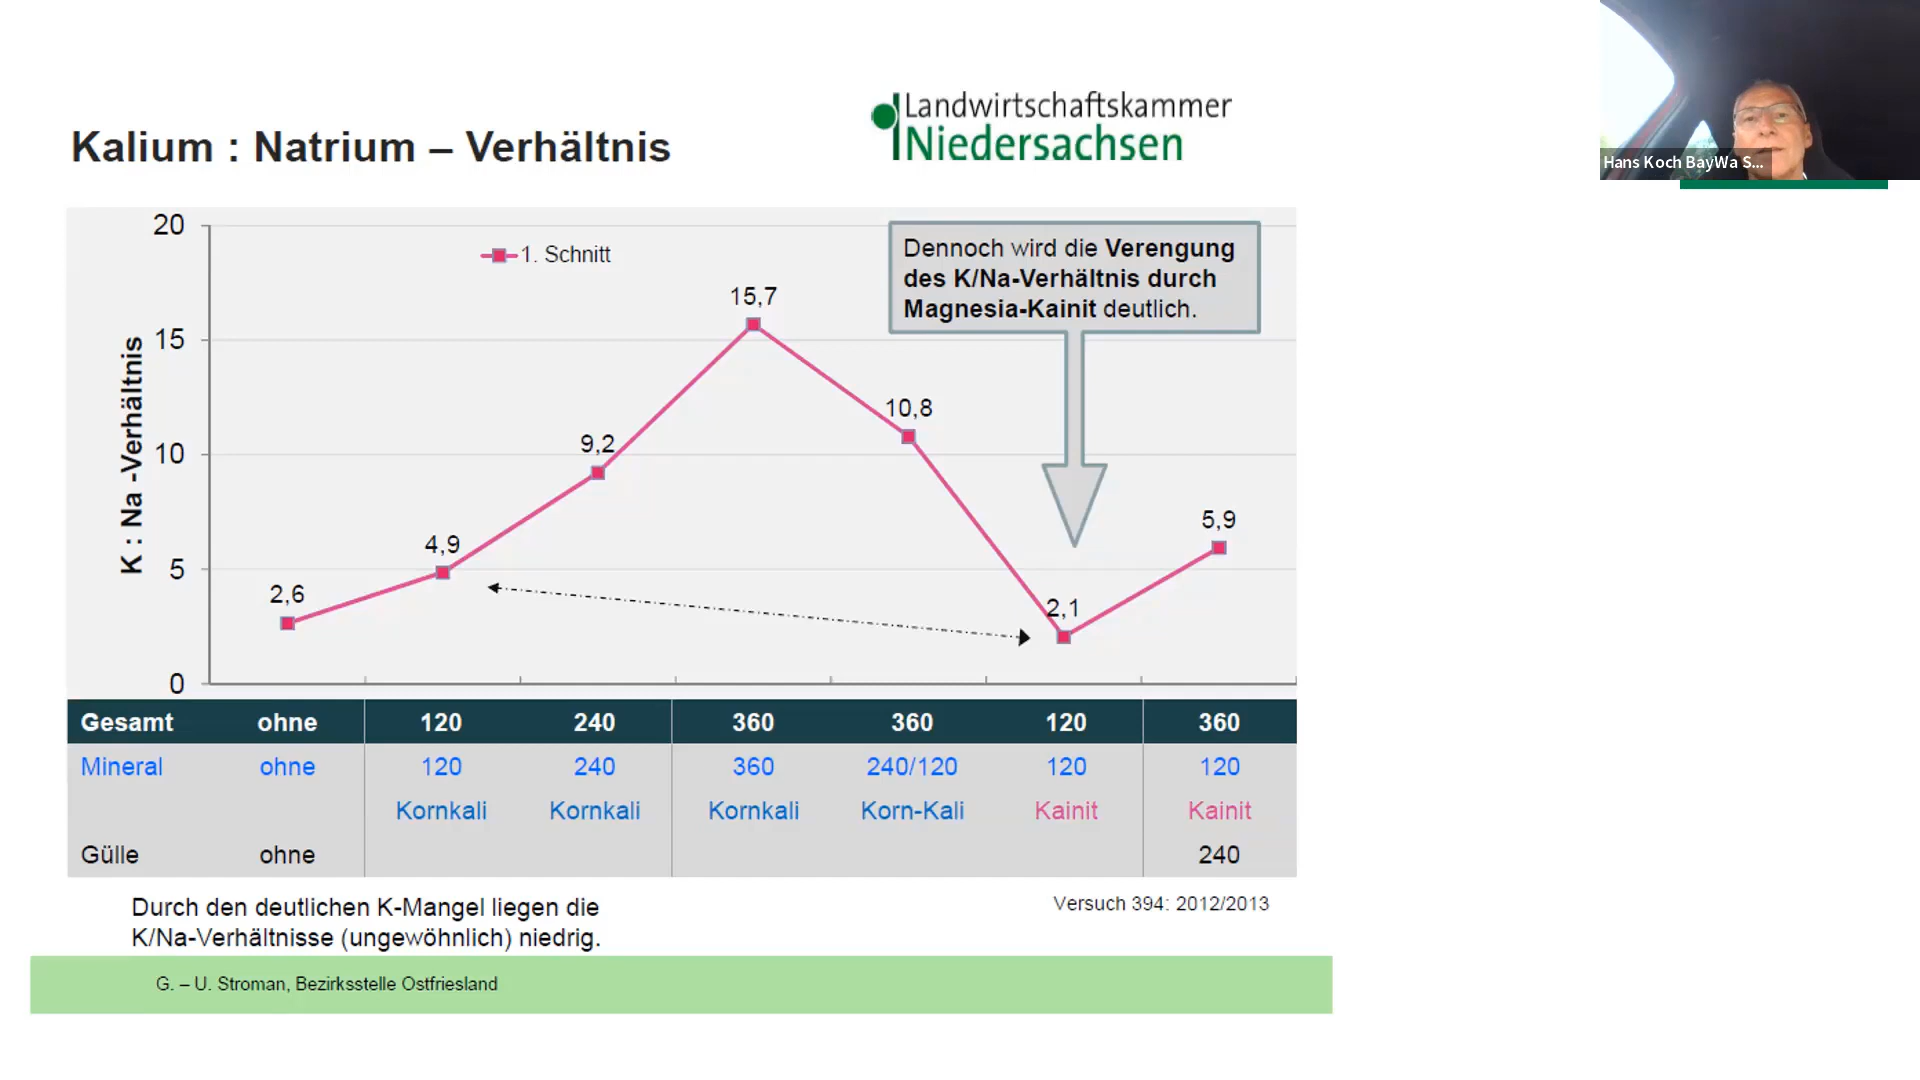 Landwirtschaftskammer
Niedersachsen
Kalium : Natrium – Verhältnis
Hans Koch BayWa S...
K : Na -Verhältnis
20
15
10
5
0
1. Schnitt
Dennoch wird die Verengung
des K/Na-Verhältnis durch
Magnesia-Kainit deutlich.
2,6
4,9
9,2
15,7
10,8
2,1
5,9
Gesamt ohne 120 240 360 360 120 360
Mineral ohne 120 240 360 240/120 120 120
Kornkali Kornkali Kornkali Korn-Kali Kainit Kainit
Gülle ohne 240
Durch den deutlichen K-Mangel liegen die
K/Na-Verhältnisse (ungewöhnlich) niedrig.
Versuch 394: 2012/2013
G. – U. Stroman, Bezirksstelle Ostfriesland